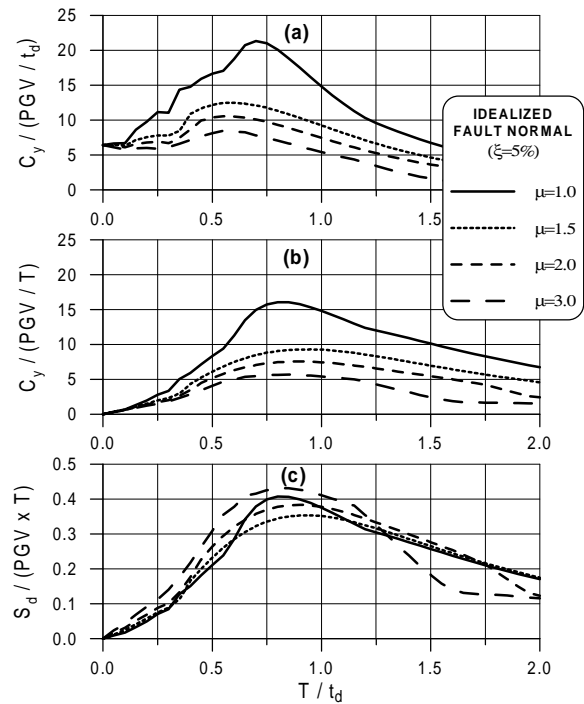 (a)
C_y / (PGV / t_d)
25
20
15
10
5
0
0.0
0.5
1.0
1.5
IDEALIZED
FAULT NORMAL
(ξ=5%)
μ=1.0
μ=1.5
μ=2.0
μ=3.0
(b)
C_y / (PGV / T)
25
20
15
10
5
0
0.0
0.5
1.0
1.5
2.0
(c)
S_d / (PGV x T)
0.5
0.4
0.3
0.2
0.1
0.0
0.0
0.5
1.0
1.5
2.0
T / t_d